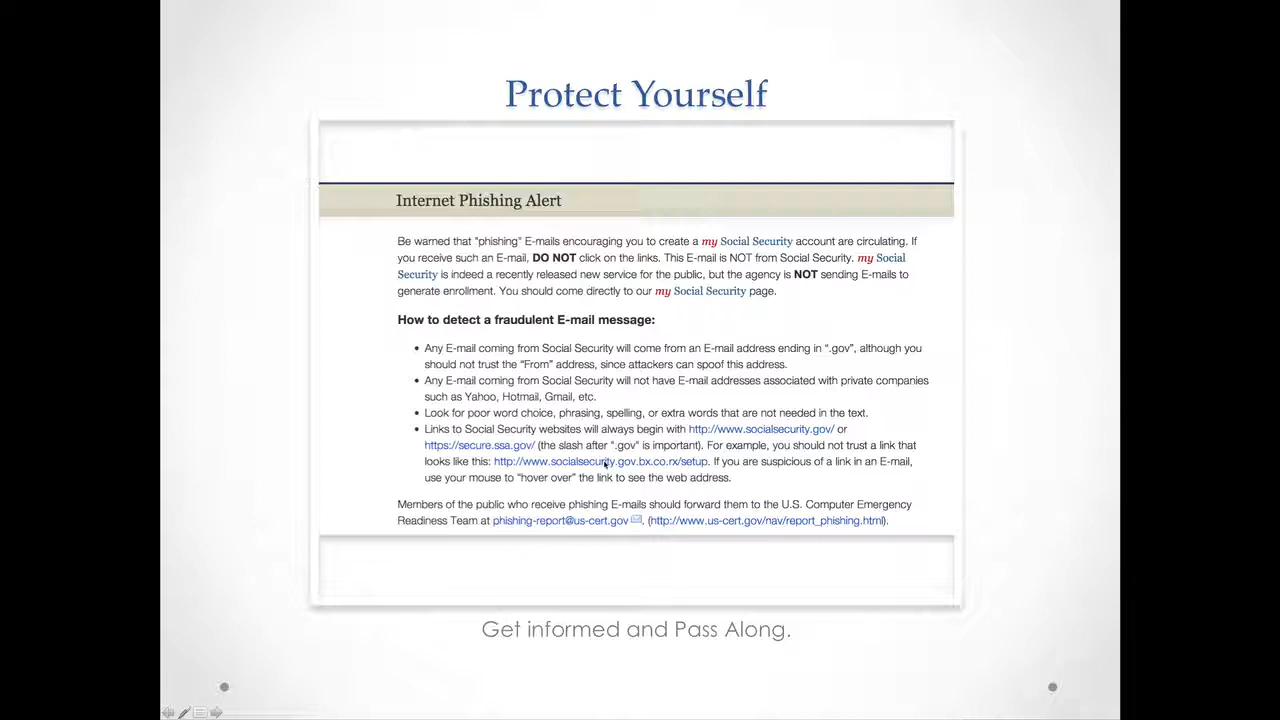 Protect Yourself
Internet Phishing Alert
Be warned that "phishing" E-mails encouraging you to create a my Social Security account are circulating. If
you receive such an E-mail, DO NOT click on the links. This E-mail is NOT from Social Security. my Social
Security is indeed a recently released new service for the public, but the agency is NOT sending E-mails to
generate enrollment. You should come directly to our my Social Security page.
How to detect a fraudulent E-mail message:
• Any E-mail coming from Social Security will come from an E-mail address ending in “.gov”, although you
should not trust the “From” address, since attackers can spoof this address.
• Any E-mail coming from Social Security will not have E-mail addresses associated with private companies
such as Yahoo, Hotmail, Gmail, etc.
• Look for poor word choice, phrasing, spelling, or extra words that are not needed in the text.
• Links to Social Security websites will always begin with http://www.socialsecurity.gov/ or
https://secure.ssa.gov/ (the slash after ".gov" is important). For example, you should not trust a link that
looks like this: http://www.socialsecurity.gov.bx.co.rx/setup. If you are suspicious of a link in an E-mail,
use your mouse to “hover over” the link to see the web address.
Members of the public who receive phishing E-mails should forward them to the U.S. Computer Emergency
Readiness Team at phishing-report@us-cert.gov . (http://www.us-cert.gov/nav/report_phishing.html).
Get informed and Pass Along.